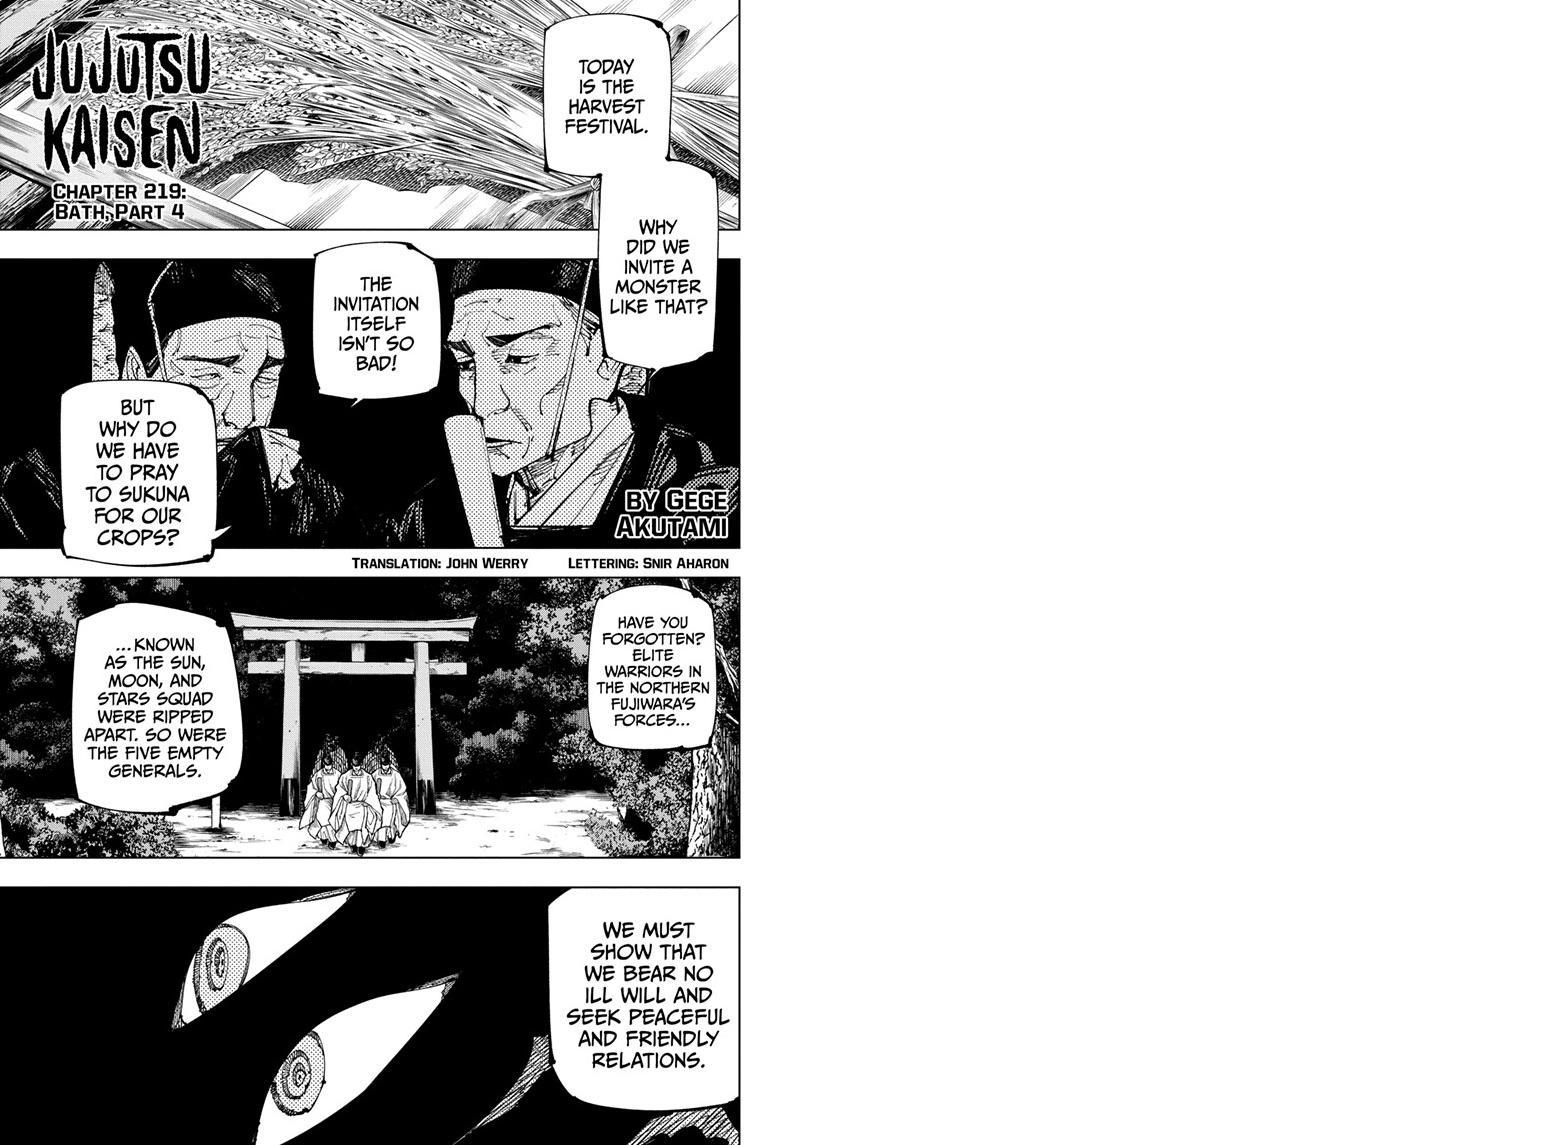 JUJUTSU
KAISEN
CHAPTER 219:
BATH, PART 4
TODAY
IS THE
HARVEST
FESTIVAL.
WHY
DID WE
INVITE A
MONSTER
LIKE THAT?
THE
INVITATION
ITSELF
ISN'T SO
BAD!
BUT
WHY DO
WE HAVE
TO PRAY
TO SUKUNA
FOR OUR
CROPS?
BY GEGE
AKUTAMI
TRANSLATION: JOHN WERRY
LETTERING: SNIR AHARON
HAVE YOU
FORGOTTEN?
ELITE
WARRIORS IN
THE NORTHERN
FUJIWARA'S
FORCES...
...KNOWN
AS THE SUN,
MOON, AND
STARS SQUAD
WERE RIPPED
APART. SO WERE
THE FIVE EMPTY
GENERALS.
WE MUST
SHOW THAT
WE BEAR NO
ILL WILL AND
SEEK PEACEFUL
AND FRIENDLY
RELATIONS.